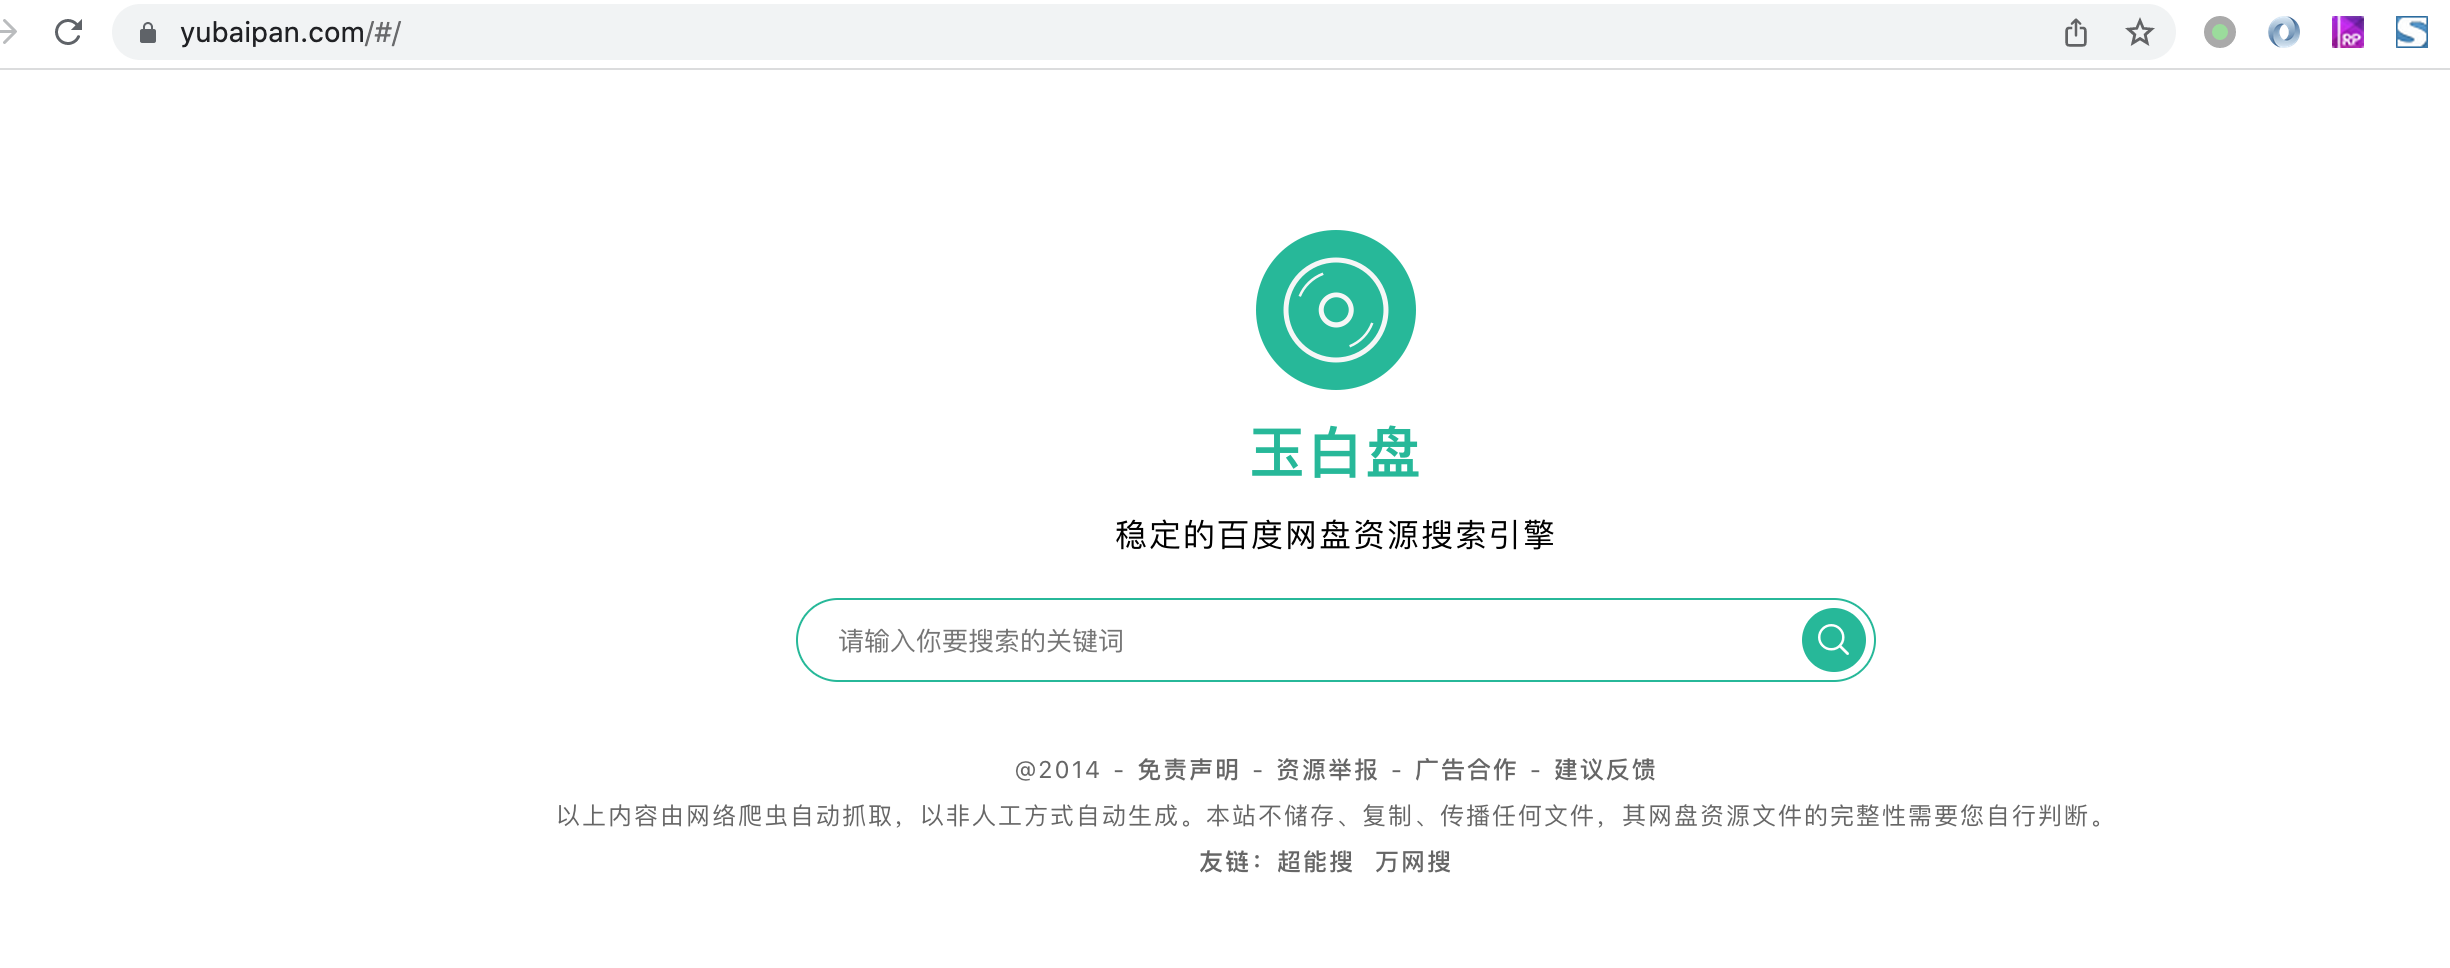 yubaipan.com/#/
RP
S
玉白盘
稳定的百度网盘资源搜索引擎
请输入你要搜索的关键词
@2014 - 免责声明 - 资源举报 - 广告合作 - 建议反馈
以上内容由网络爬虫自动抓取，以非人工方式自动生成。本站不储存、复制、传播任何文件，其网盘资源文件的完整性需要您自行判断。
友链：超能搜 万网搜